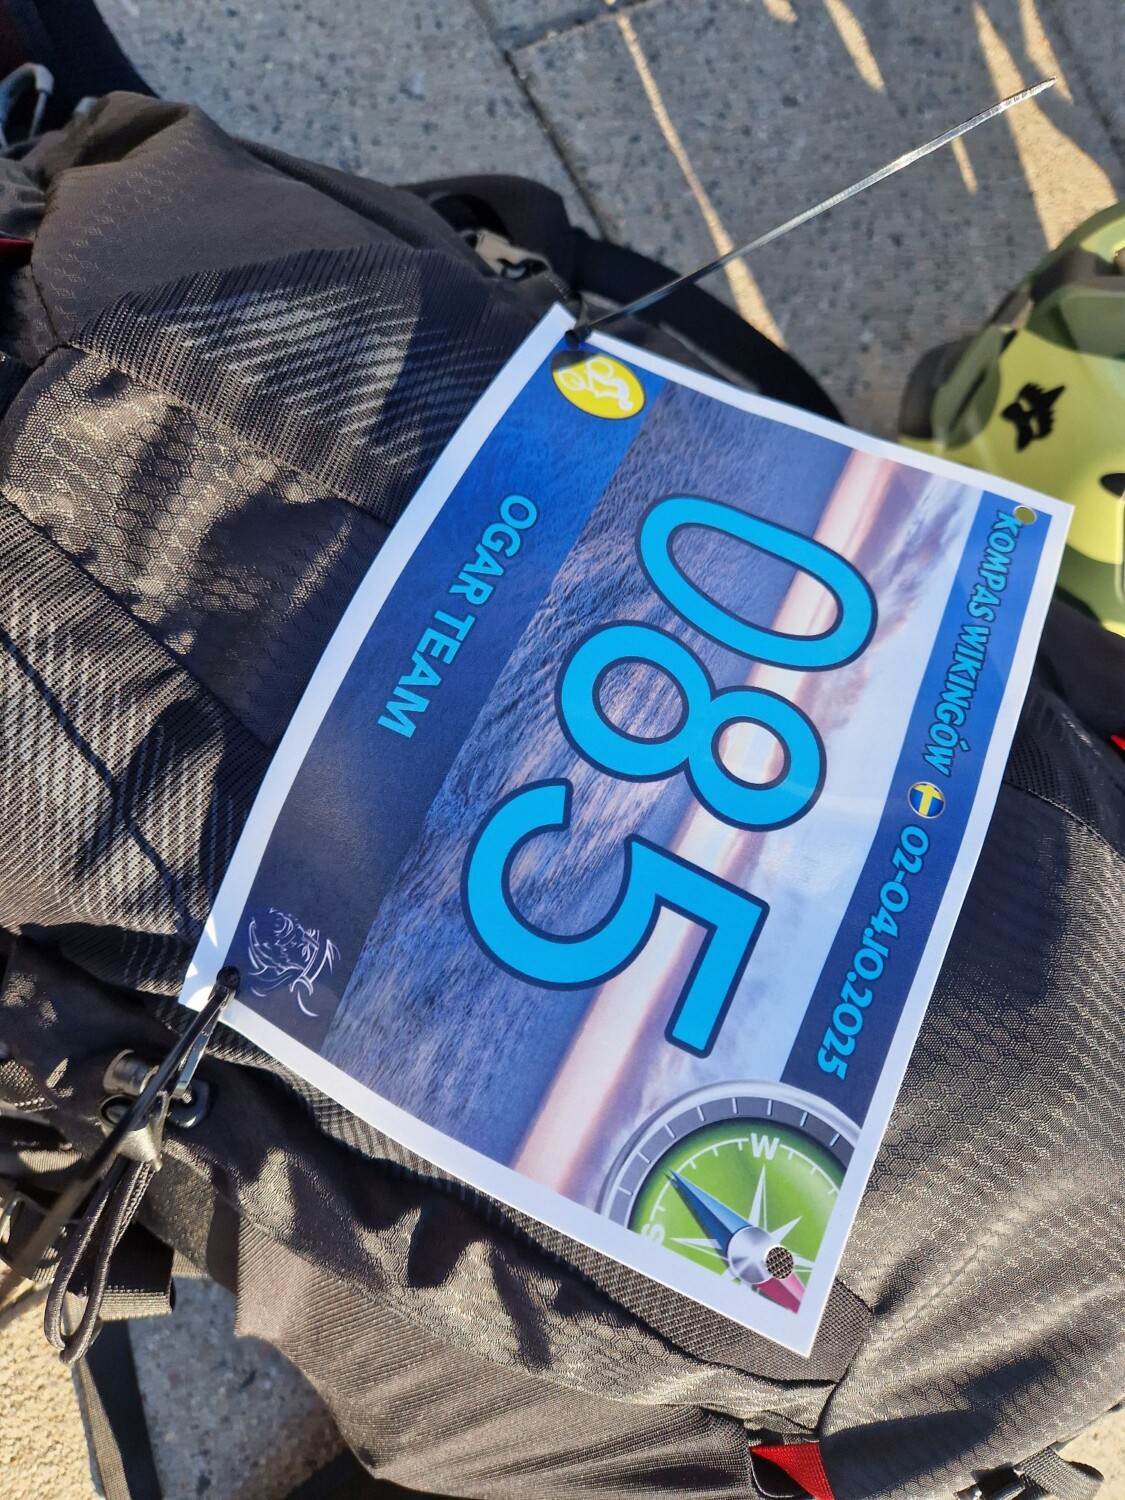 KOMPAS WIKINGÓW 02-04.10.2025
085
W
S
OGAR TEAM